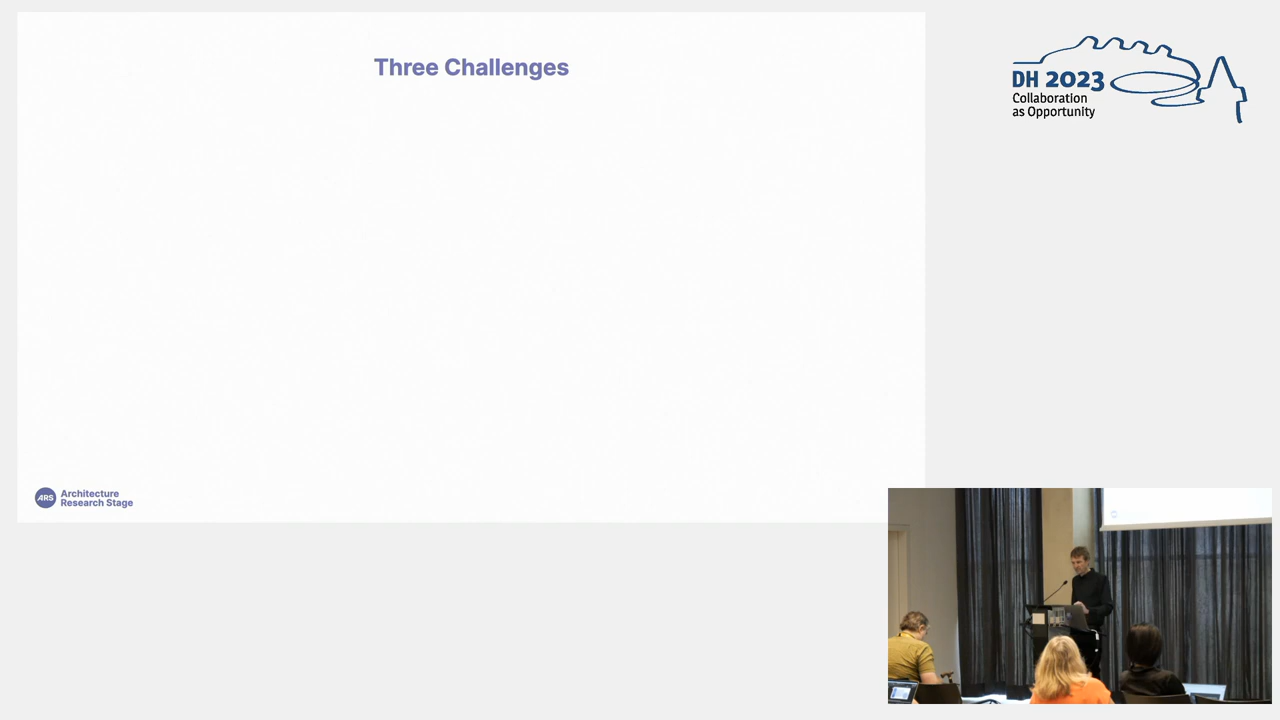 Three Challenges
DH 2023
Collaboration
as Opportunity
ARS
Architecture
Research Stage